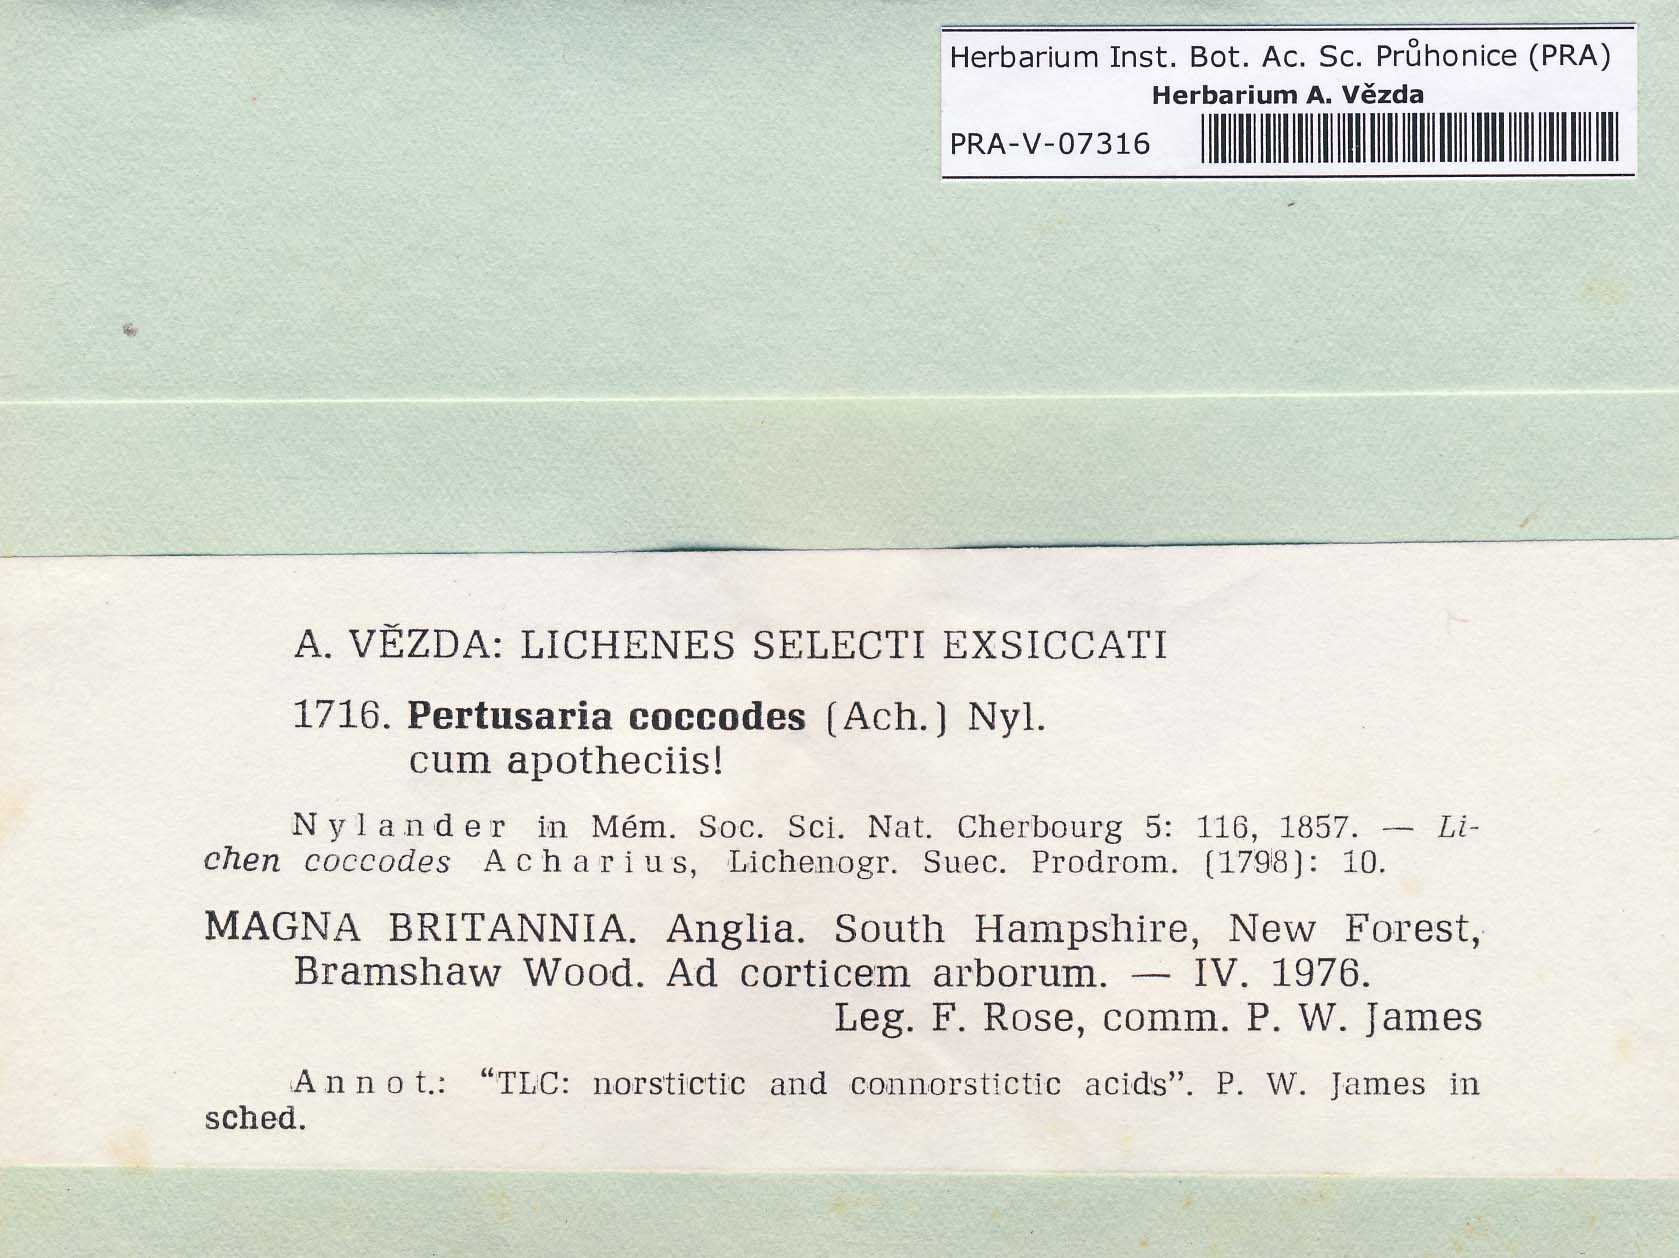 Herbarium Inst. Bot. Ac. Sc. Průhonice (PRA)
Herbarium A. Vězda
PRA-V-07316
A. VĚZDA: LICHENES SELECTI EXSICCATI
1716. Pertusaria coccodes (Ach.) Nyl.
cum apotheciis!
Nylander in Mém. Soc. Sci. Nat. Cherbourg 5: 116, 1857. — Li-
chen coccodes Acharius, Lichenogr. Suec. Prodrom. (1798): 10.
MAGNA BRITANNIA. Anglia. South Hampshire, New Forest,
Bramshaw Wood. Ad corticem arborum. — IV. 1976.
Leg. F. Rose, comm. P. W. James
Annot.: “TLC: norstictic and connorstictic acids”. P. W. James in
sched.